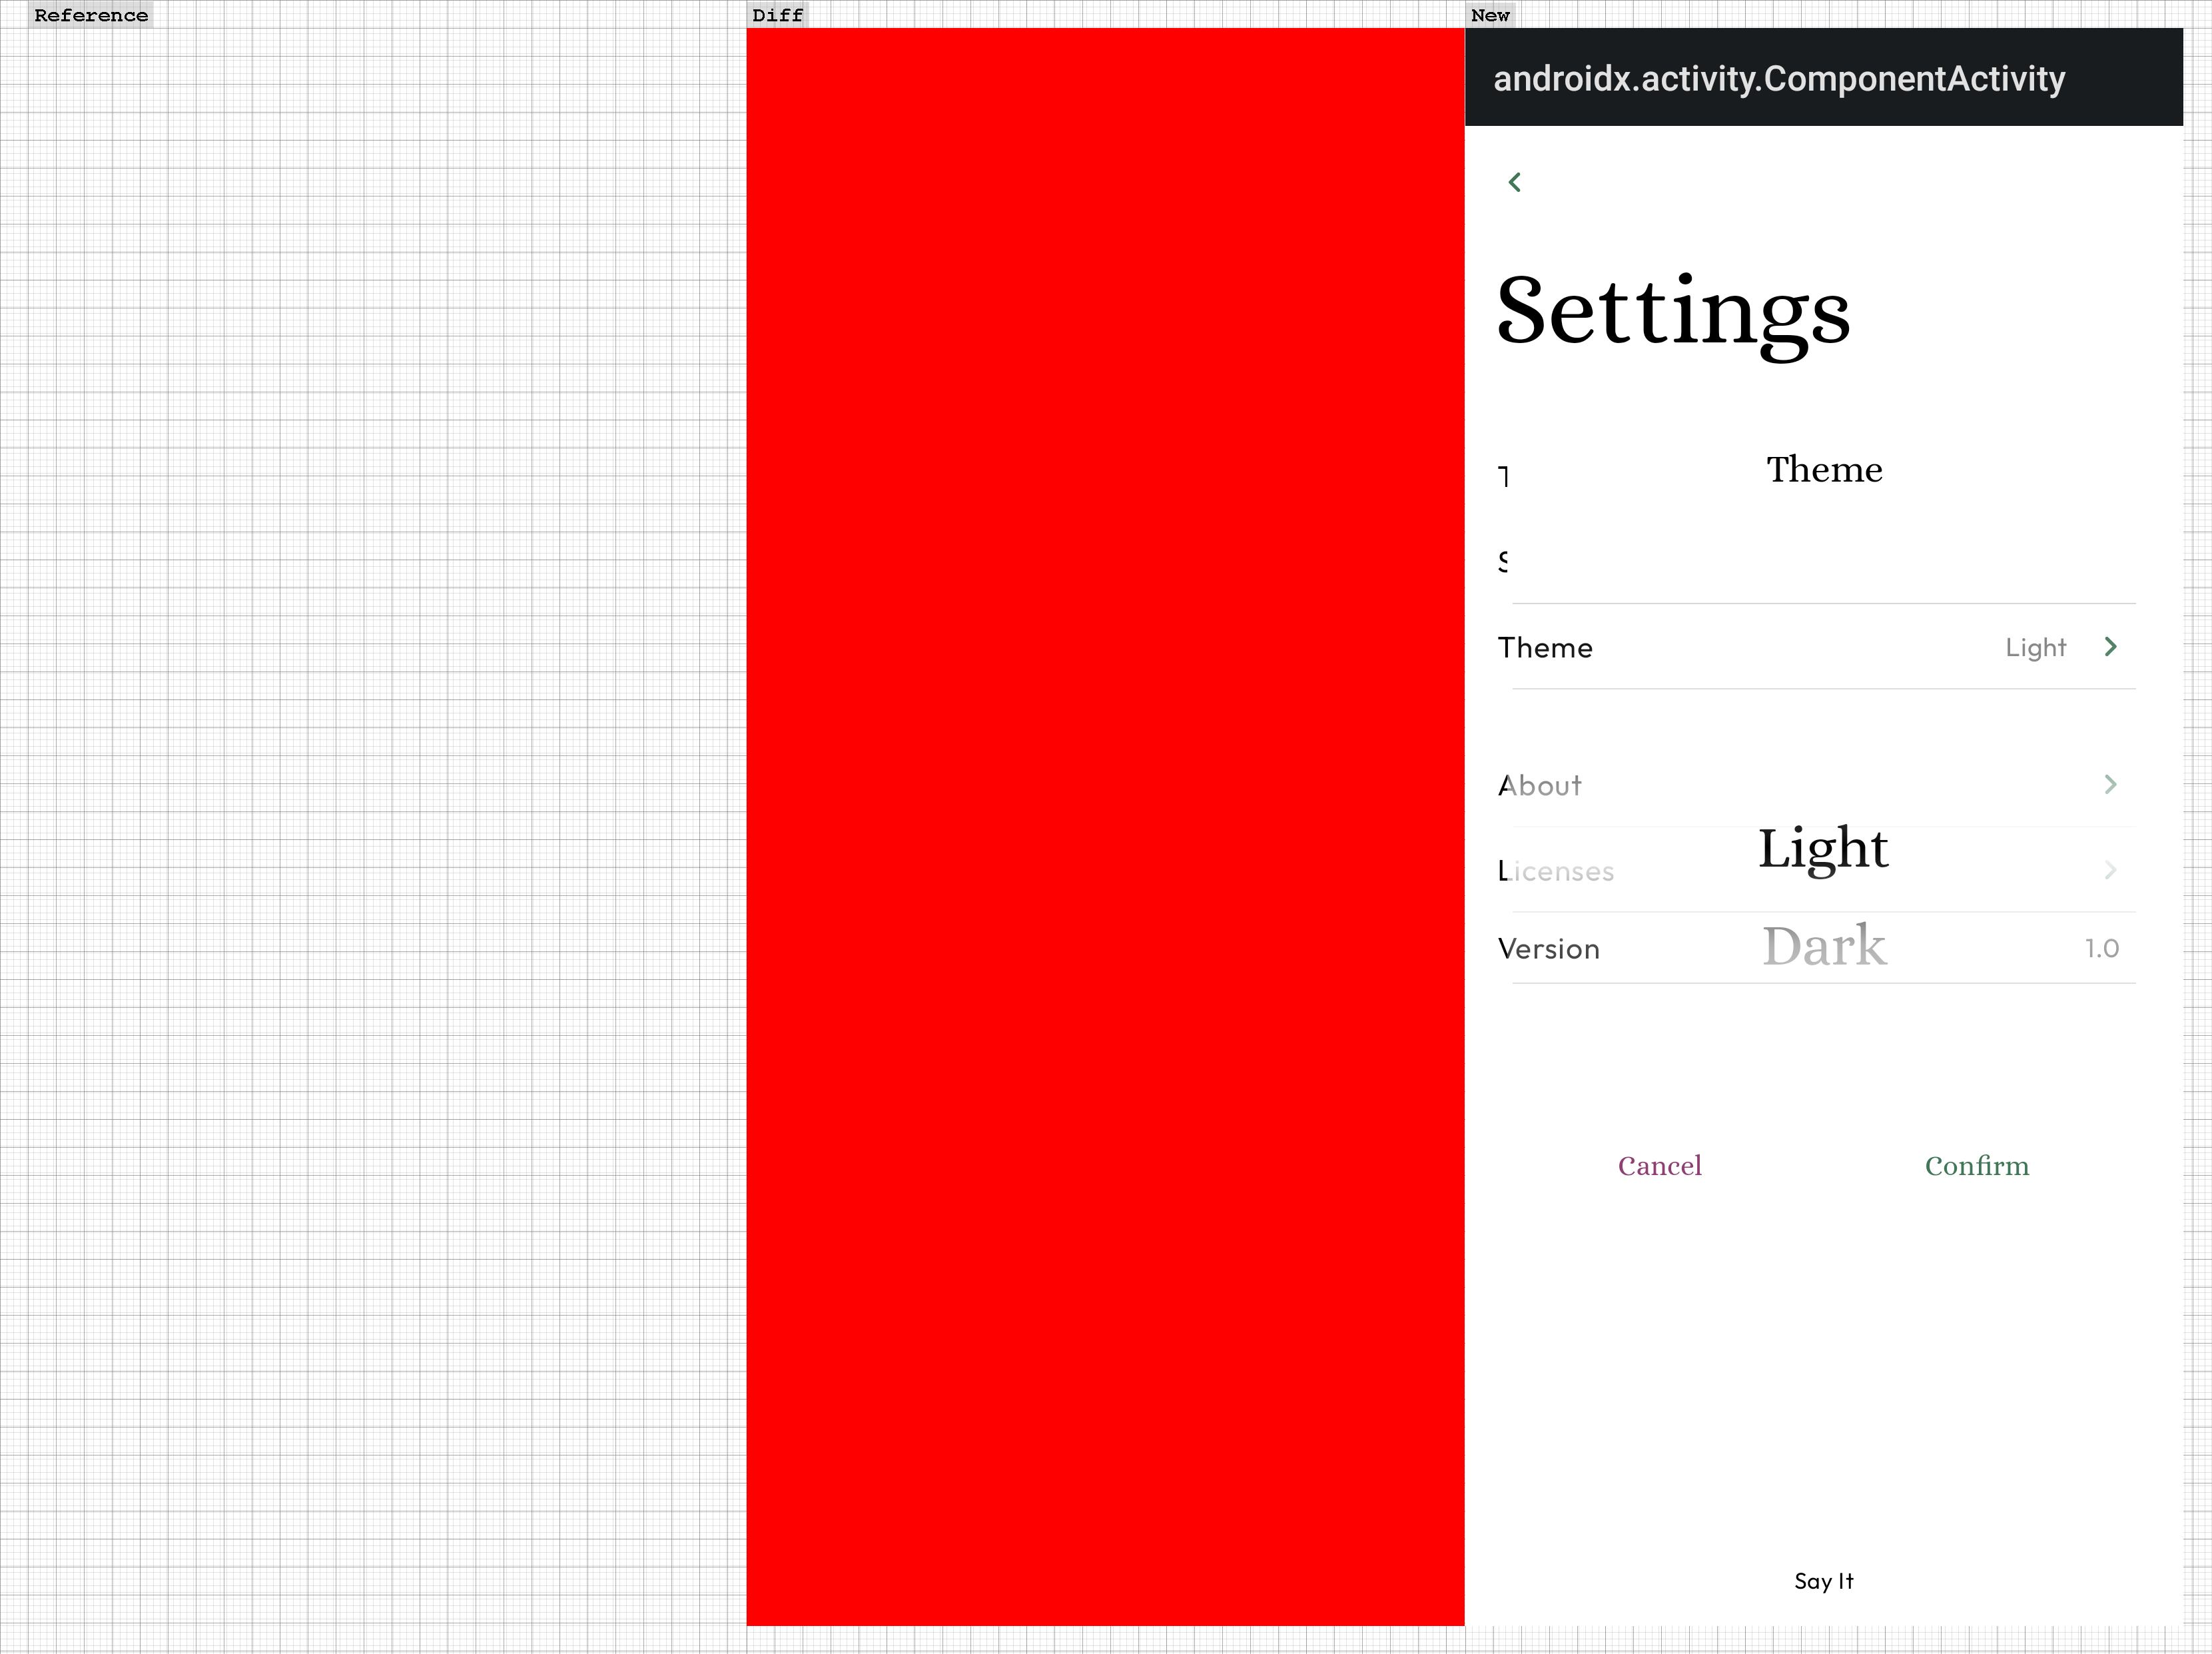 Reference
Diff
New
androidx.activity.ComponentActivity
Settings
T
Theme
S
Theme
Light
About
Light
Licenses
Version
Dark
1.0
Cancel
Confirm
Say It